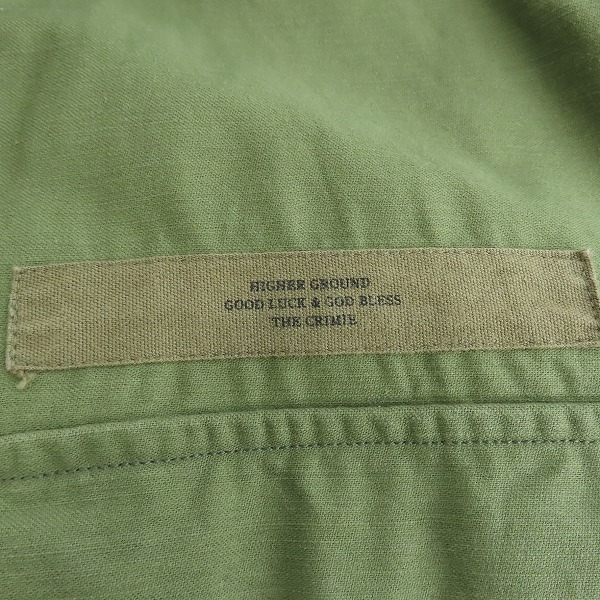 HIGHER GROUND
GOOD LUCK & GOD BLESS
THE CRIMIE